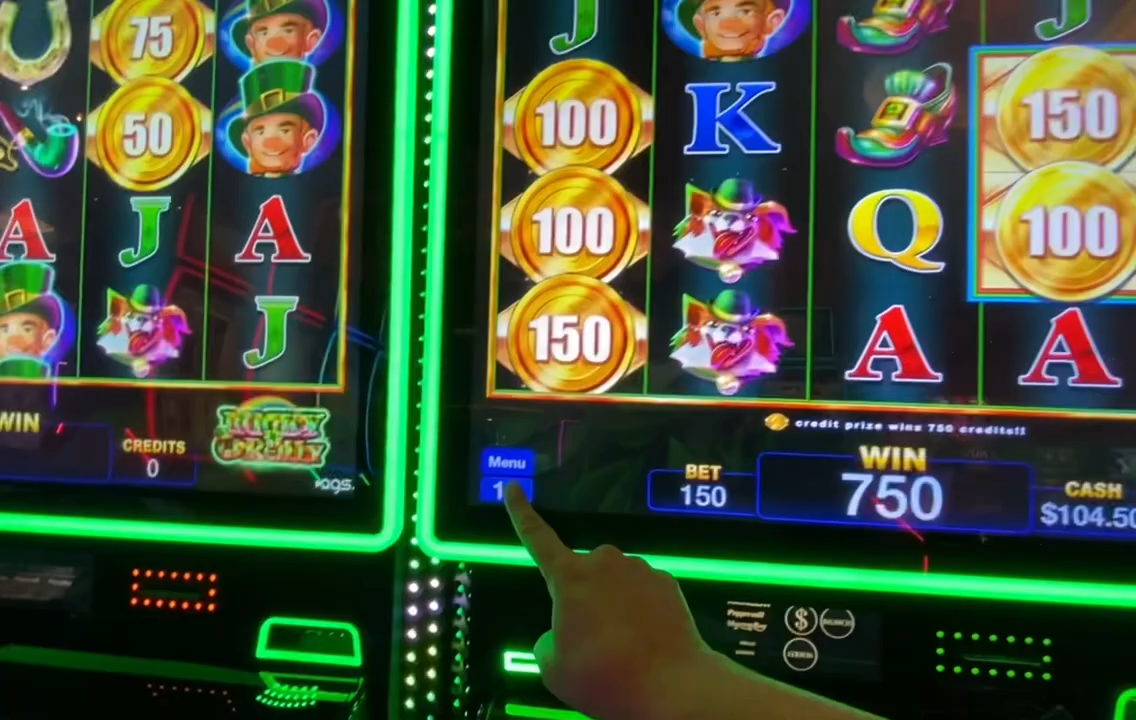 75
50
A
J
A
J
WIN
CREDITS
0
ags.
J
J
100
K
150
100
Q
100
150
A
A
credit prize wins 750 credits!!
Menu
BET
150
WIN
750
CASH
$104.50
$